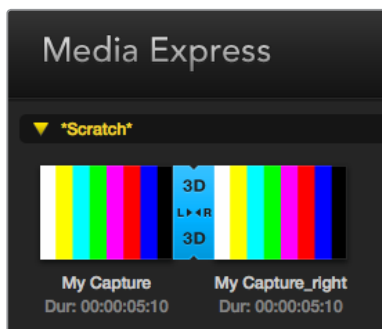 Media Express
*Scratch*
3D
L R
3D
My Capture
My Capture_right
Dur: 00:00:05:10
Dur: 00:00:05:10